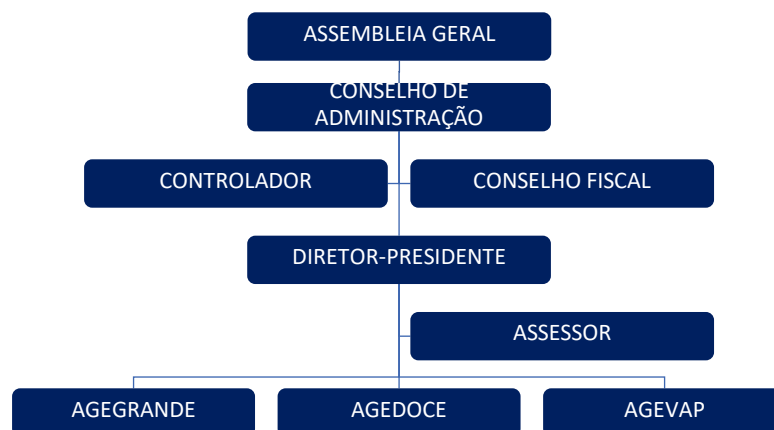 ASSEMBLEIA GERAL
CONSELHO DE
ADMINISTRAÇÃO
CONTROLADOR
CONSELHO FISCAL
DIRETOR-PRESIDENTE
ASSESSOR
AGEGRANDE
AGEDOCE
AGEVAP